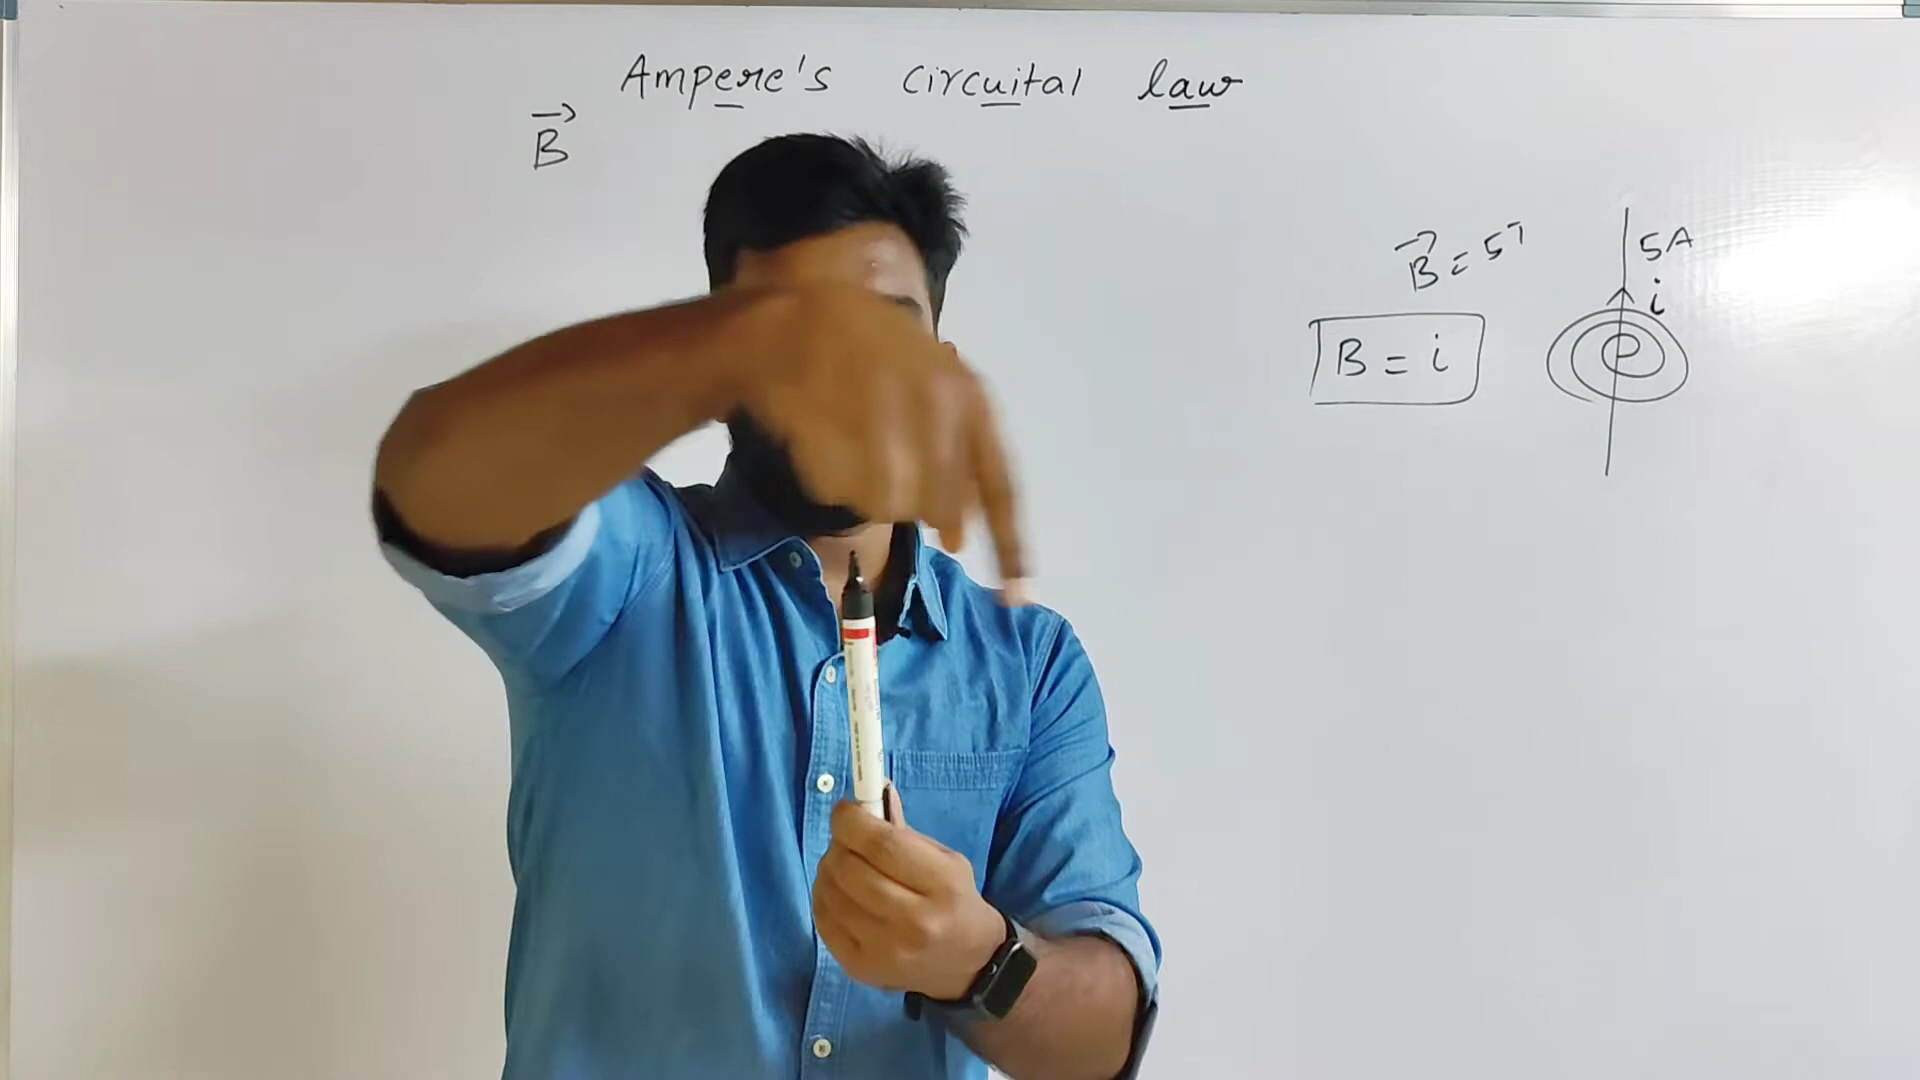 Ampere's circuital law
B
B = 5T
5A
i
B = i